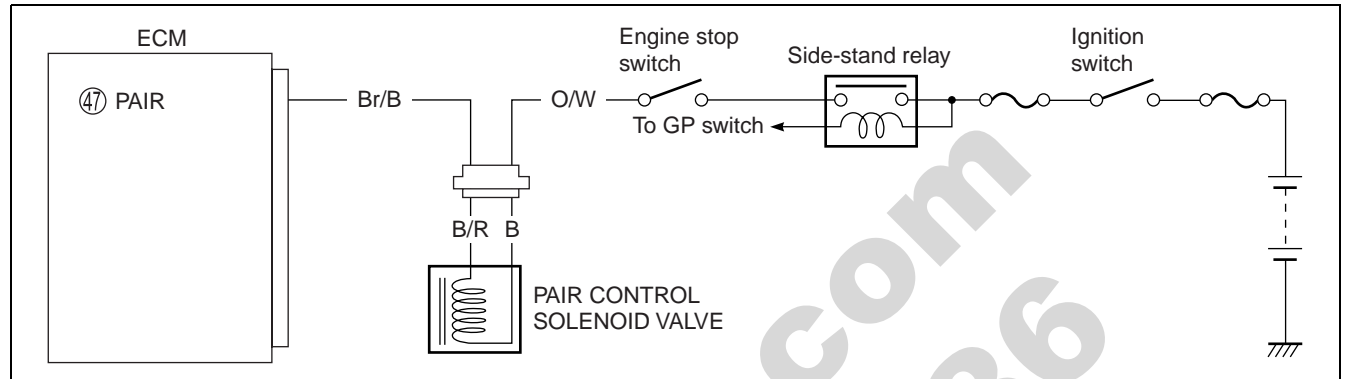 ECM
㊼ PAIR
Br/B
O/W
Engine stop
switch
Side-stand relay
Ignition
switch
To GP switch
B/R B
PAIR CONTROL
SOLENOID VALVE
com